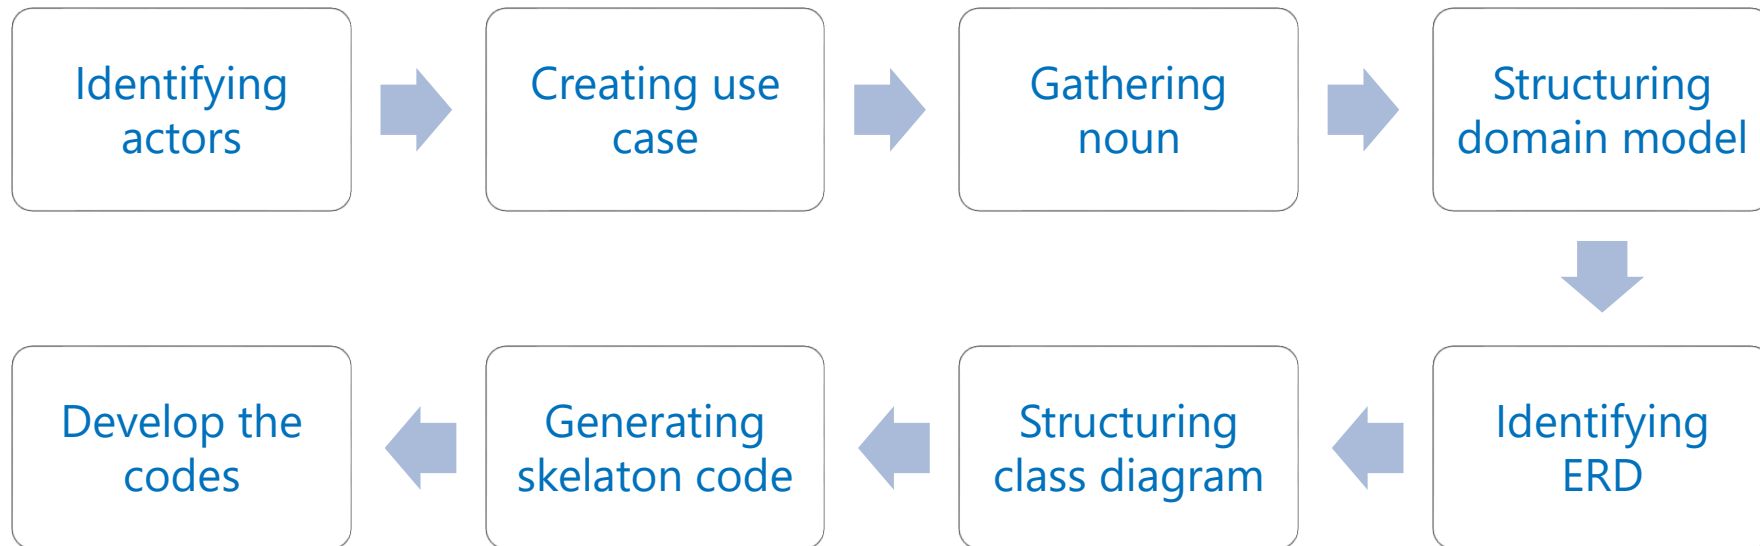 Identifying
actors
Creating use
case
Gathering
noun
Structuring
domain model
Identifying
ERD
Structuring
class diagram
Generating
skelaton code
Develop the
codes